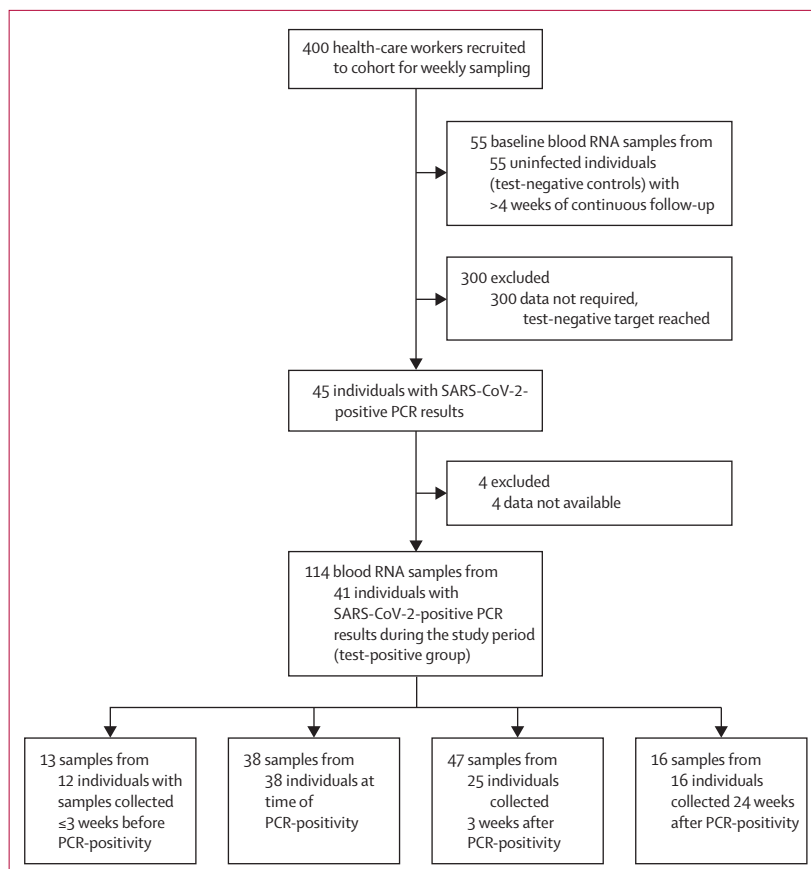 400 health-care workers recruited
to cohort for weekly sampling
55 baseline blood RNA samples from
55 uninfected individuals
(test-negative controls) with
>4 weeks of continuous follow-up
300 excluded
300 data not required,
test-negative target reached
45 individuals with SARS-CoV-2-
positive PCR results
4 excluded
4 data not available
114 blood RNA samples from
41 individuals with
SARS-CoV-2-positive PCR
results during the study period
(test-positive group)
13 samples from
12 individuals with
samples collected
≤3 weeks before
PCR-positivity
38 samples from
38 individuals at
time of
PCR-positivity
47 samples from
25 individuals
collected
3 weeks after
PCR-positivity
16 samples from
16 individuals
collected 24 weeks
after PCR-positivity